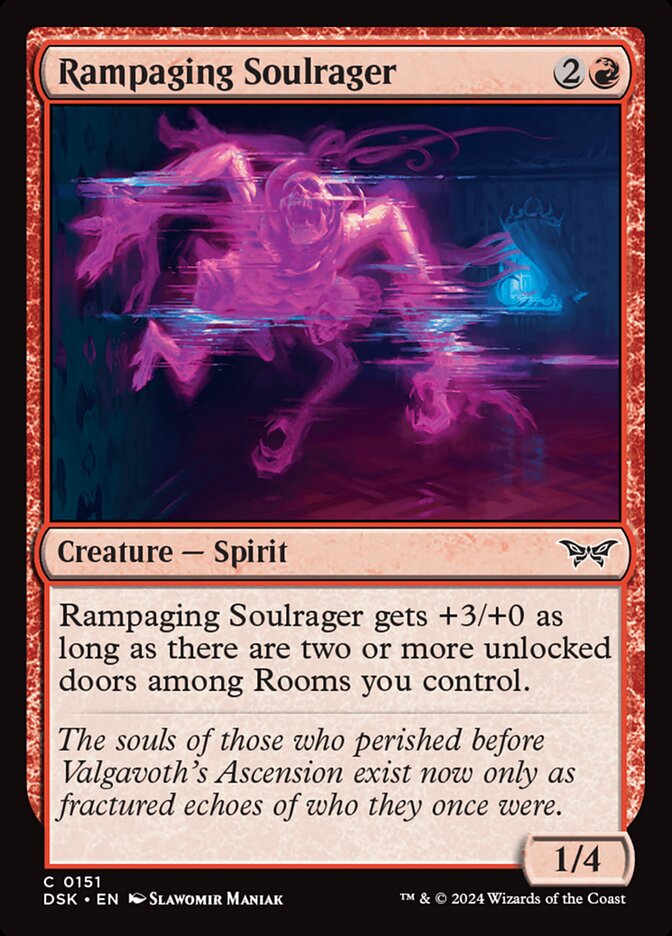 Rampaging Soulrager 2
Creature — Spirit
Rampaging Soulrager gets +3/+0 as
long as there are two or more unlocked
doors among Rooms you control.
The souls of those who perished before
Valgavoth's Ascension exist now only as
fractured echoes of who they once were.
1/4
C 0151
DSK • EN Slawomir Maniak
™ & © 2024 Wizards of the Coast